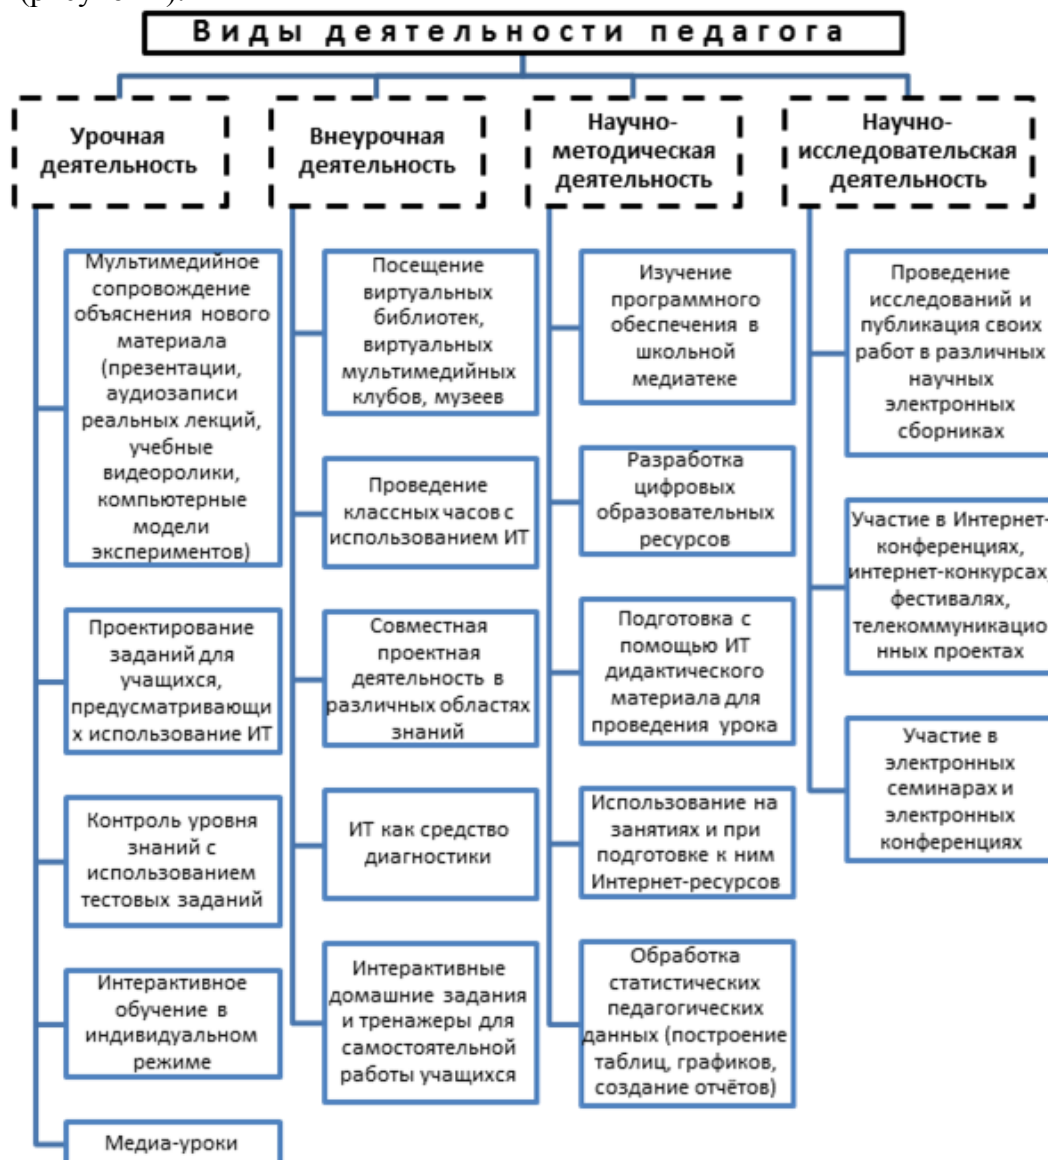 Виды деятельности педагога
Урочная
деятельность
Мультимедийное
сопровождение
объяснения нового
материала
(презентации,
аудиозаписи
реальных лекций,
учебные
видеоролики,
компьютерные
модели
экспериментов)
Проектирование
заданий для
учащихся,
предусматривающи
х использование ИТ
Контроль уровня
знаний с
использованием
тестовых заданий
Интерактивное
обучение в
индивидуальном
режиме
Медиа-уроки
Внеурочная
деятельность
Посещение
виртуальных
библиотек,
виртуальных
мультимедийных
клубов, музеев
Проведение
классных часов с
использованием ИТ
Совместная
проектная
деятельность в
различных областях
знаний
ИТ как средство
диагностики
Интерактивные
домашние задания
и тренажеры для
самостоятельной
работы учащихся
Научно-
методическая
деятельность
Изучение
программного
обеспечения в
школьной
медиатеке
Разработка
цифровых
образовательных
ресурсов
Подготовка с
помощью ИТ
дидактического
материала для
проведения урока
Использование на
занятиях и при
подготовке к ним
Интернет-ресурсов
Обработка
статистических
педагогических
данных (построение
таблиц, графиков,
создание отчётов)
Научно-
исследовательская
деятельность
Проведение
исследований и
публикация своих
работ в различных
научных
электронных
сборниках
Участие в Интернет-
конференциях,
интернет-конкурсах,
фестивалях,
телекоммуникацио
нных проектах
Участие в
электронных
семинарах и
электронных
конференциях